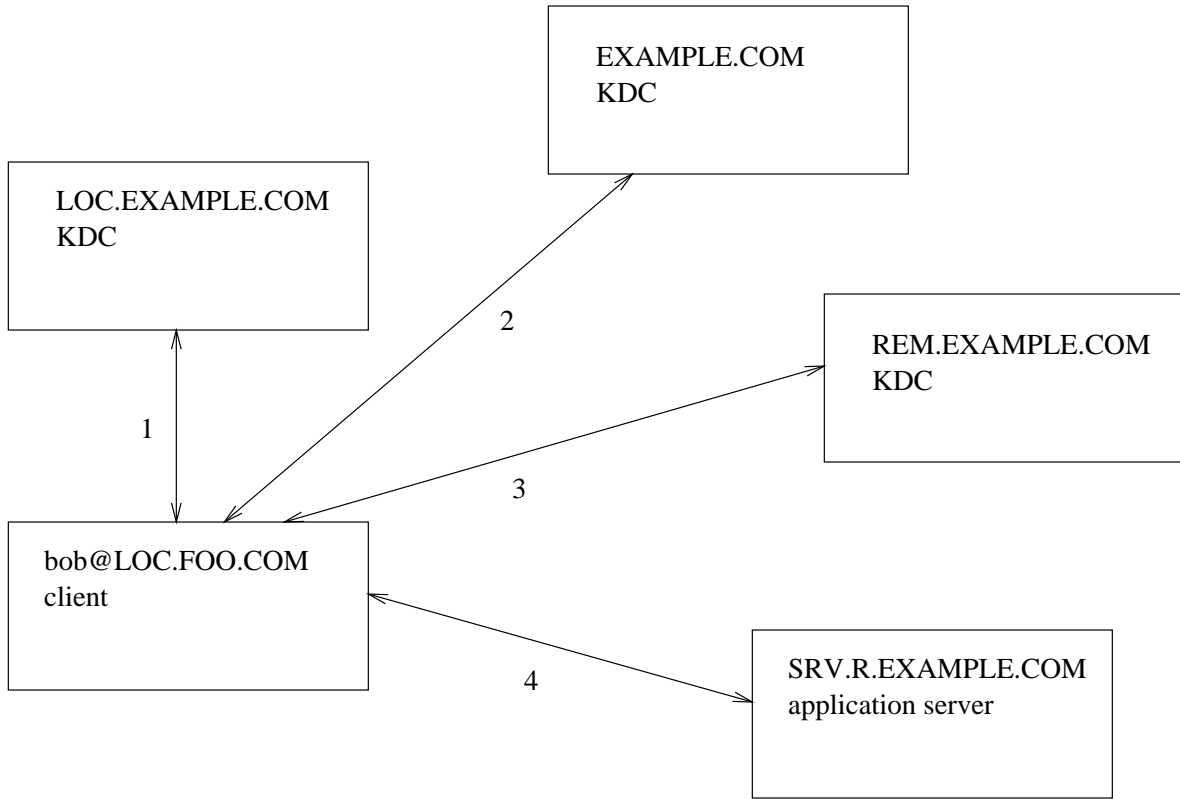 EXAMPLE.COM
KDC
LOC.EXAMPLE.COM
KDC
2
REM.EXAMPLE.COM
KDC
1
3
bob@LOC.FOO.COM
client
4
SRV.R.EXAMPLE.COM
application server